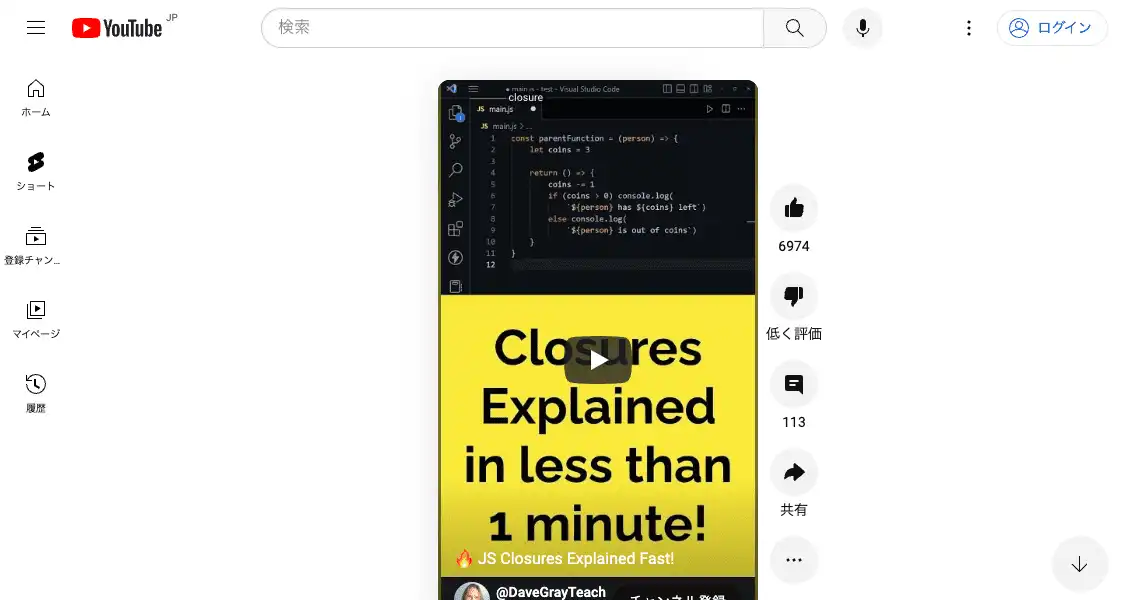 YouTube JP
検索
ログイン
ホーム
ショート
登録チャン...
マイページ
履歴
● main.js - test - Visual Studio Code
closure
JS main.js ●
JS main.js > ...
1 const parentFunction = (person) => {
2 let coins = 3
3
4 return () => {
5 coins -= 1
6 if (coins > 0) console.log(
7 `${person} has ${coins} left`)
8 else console.log(
9 `${person} is out of coins`)
10 }
11 }
12
Closures
Explained
in less than
1 minute!
🔥 JS Closures Explained Fast!
@DaveGrayTeach
チャンネル登録
6974
低く評価
113
共有